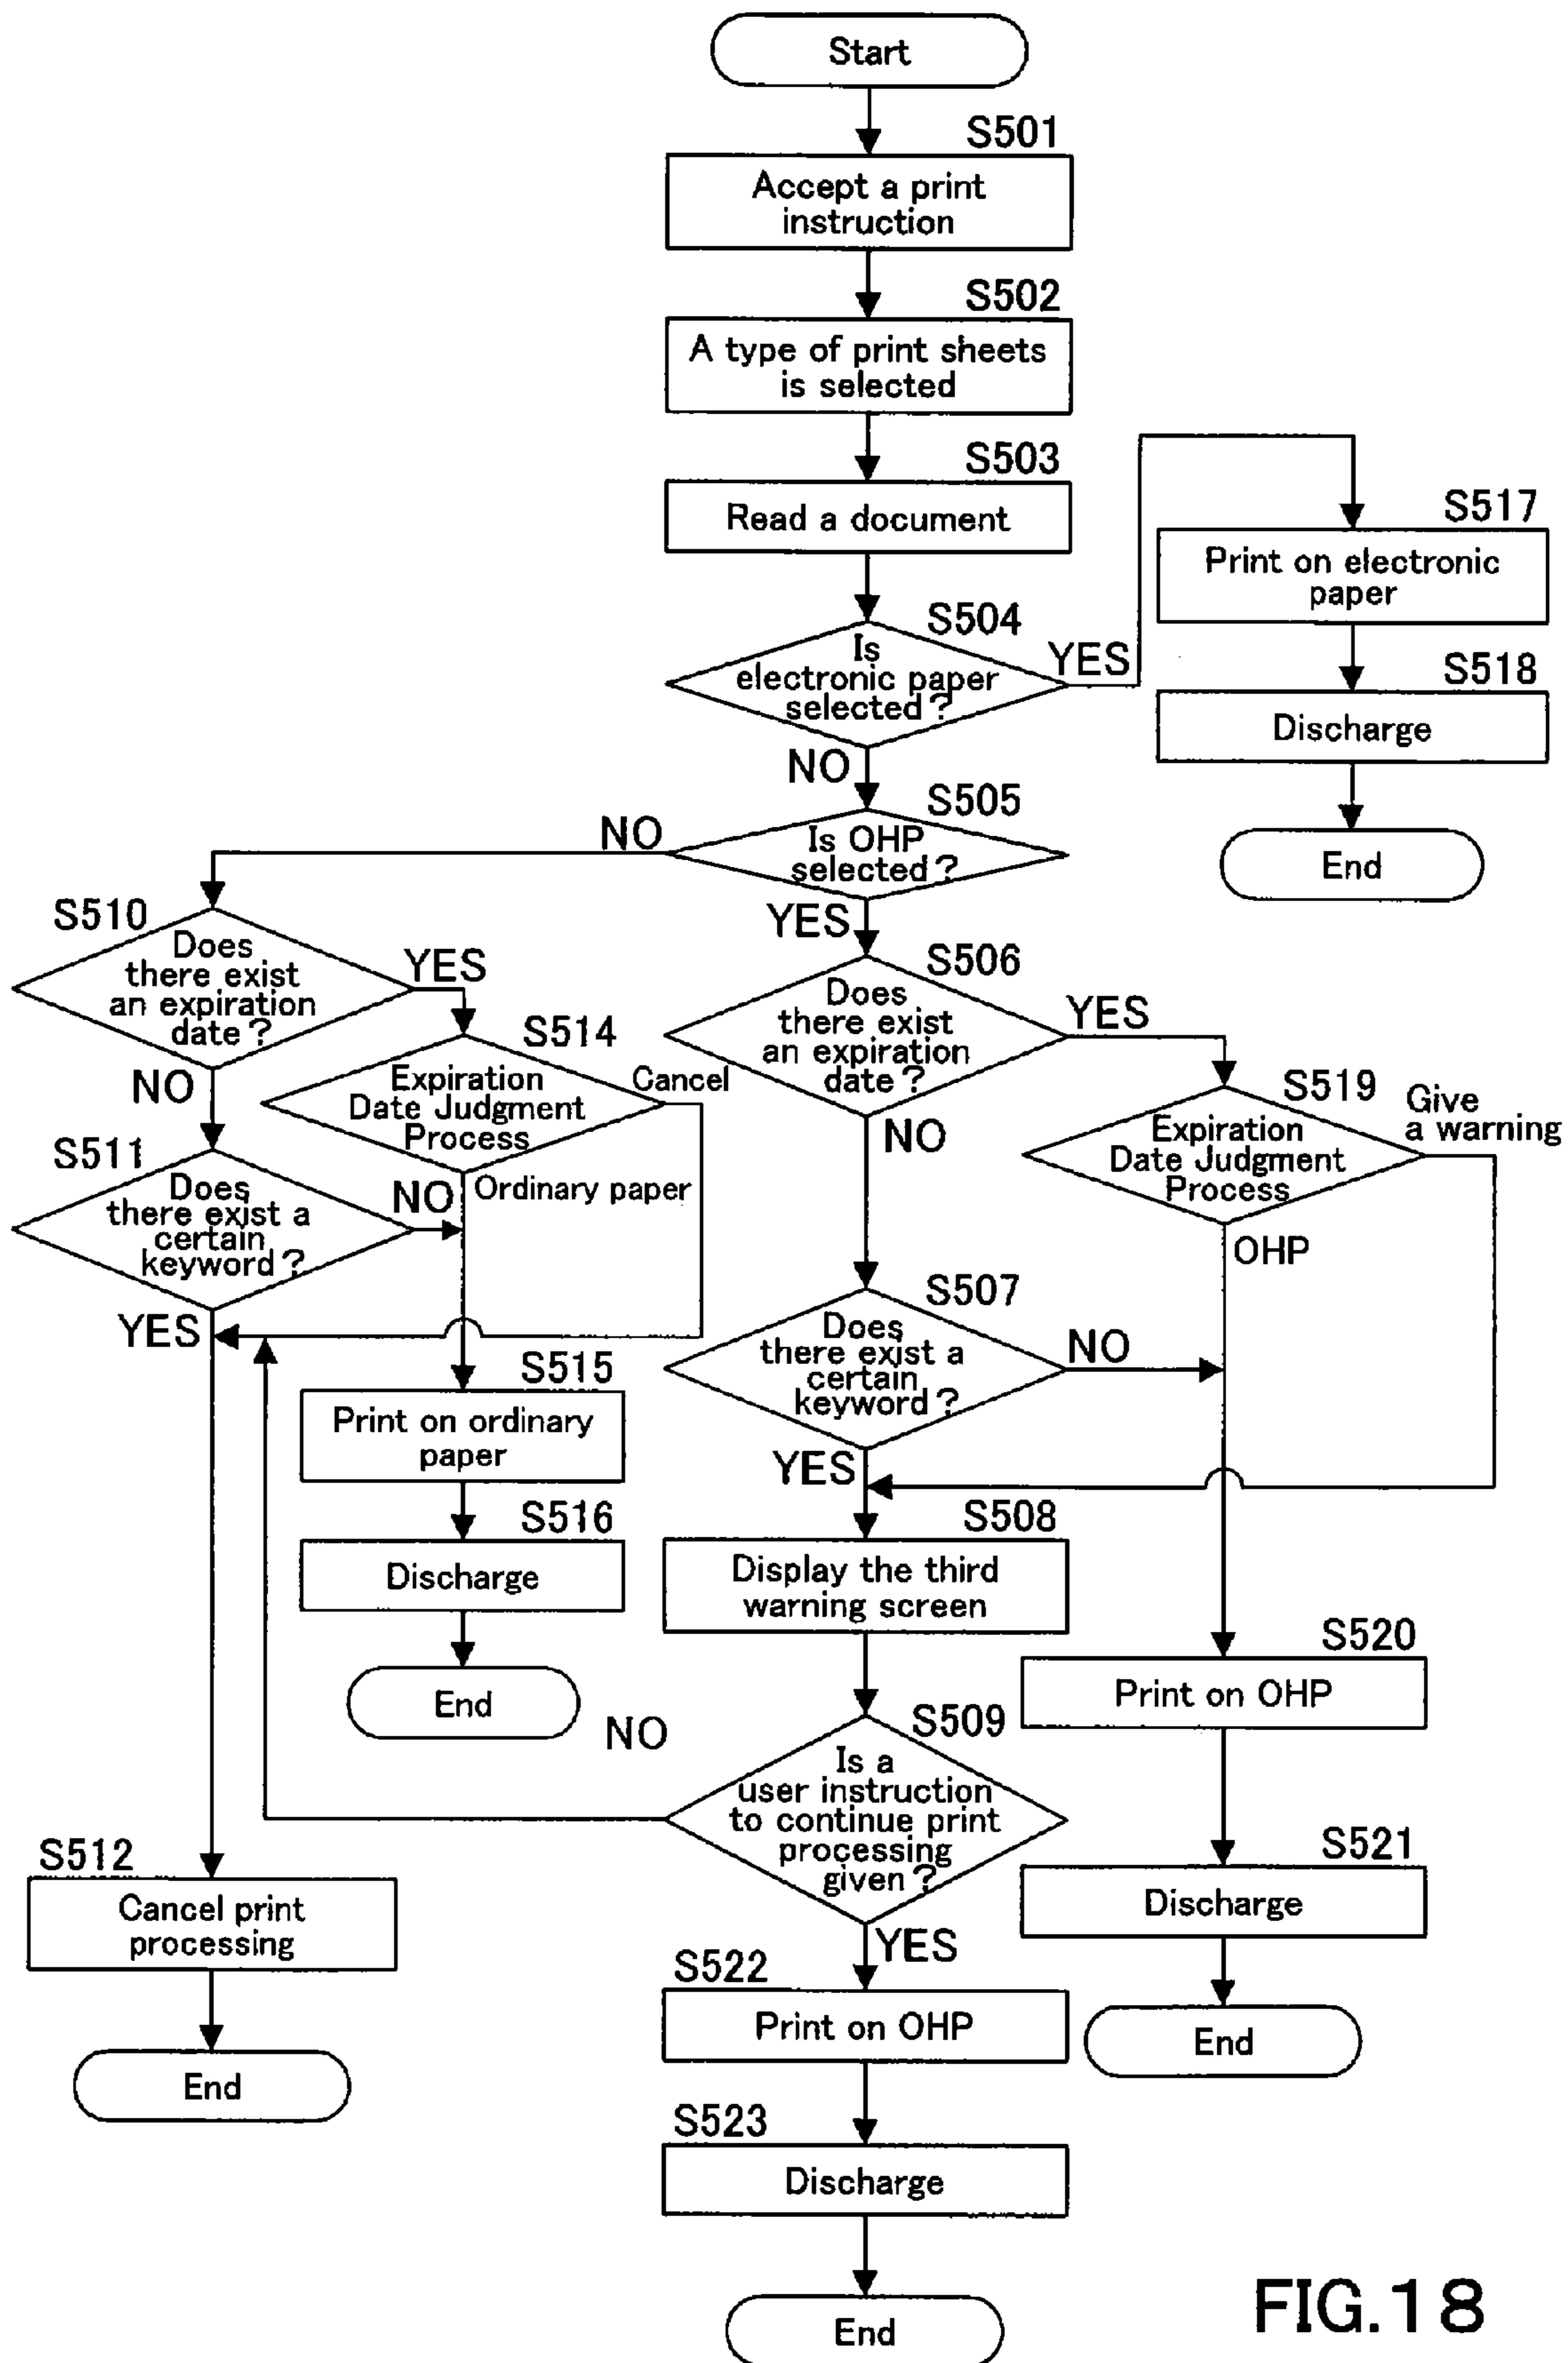 Start
S501
Accept a print
instruction
S502
A type of print sheets
is selected
S503
Read a document
S504
Is
electronic paper
selected?
YES
NO
S517
Print on electronic
paper
S518
Discharge
End
S505
Is OHP
selected?
NO
YES
S510
Does
there exist
an expiration
date?
YES
NO
S514
Expiration
Date Judgment
Process
Cancel
Ordinary paper
S511
Does
there exist a
certain
keyword?
NO
YES
S515
Print on ordinary
paper
S516
Discharge
End
S506
Does
there exist
an expiration
date?
YES
NO
S519
Expiration
Date Judgment
Process
Give
a warning
OHP
S507
Does
there exist a
certain
keyword?
NO
YES
S508
Display the third
warning screen
S509
Is a
user instruction
to continue print
processing
given?
NO
YES
S520
Print on OHP
S521
Discharge
End
S512
Cancel print
processing
End
S522
Print on OHP
S523
Discharge
End
FIG.18